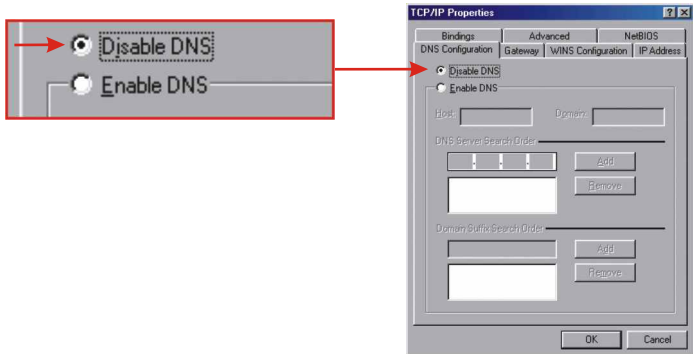 Disable DNS
Enable DNS
TCP/IP Properties
Bindings
Advanced
NetBIOS
DNS Configuration
Gateway
WINS Configuration
IP Address
Disable DNS
Enable DNS
Host:
Domain:
DNS Server Search Order
Add
Remove
Domain Suffix Search Order
Add
Remove
OK
Cancel